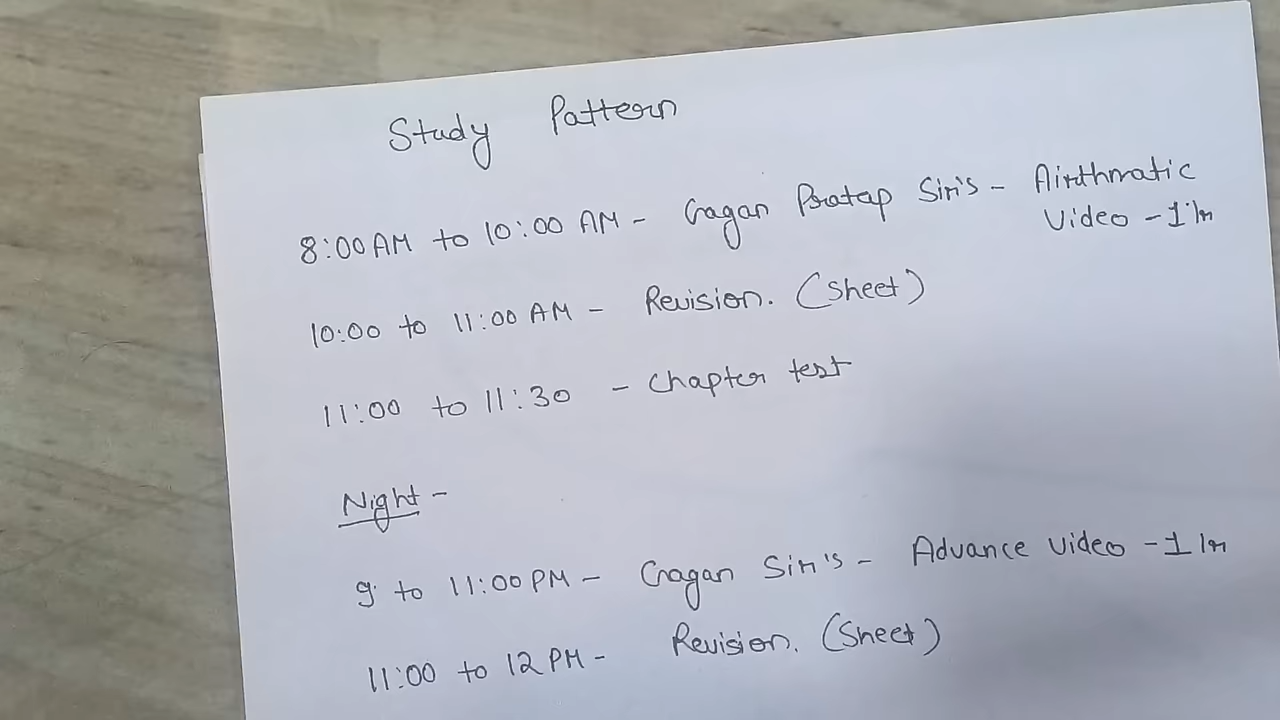 Study Pattern
8:00 AM to 10:00 AM - Gagan Pratap Sir's - Airthmatic
Video - 1 hr
10:00 to 11:00 AM - Revision. (Sheet)
11:00 to 11:30 - Chapter test
Night -
9 to 11:00 PM - Gagan Sir's - Advance Video - 1 hr
11:00 to 12 PM - Revision. (Sheet)